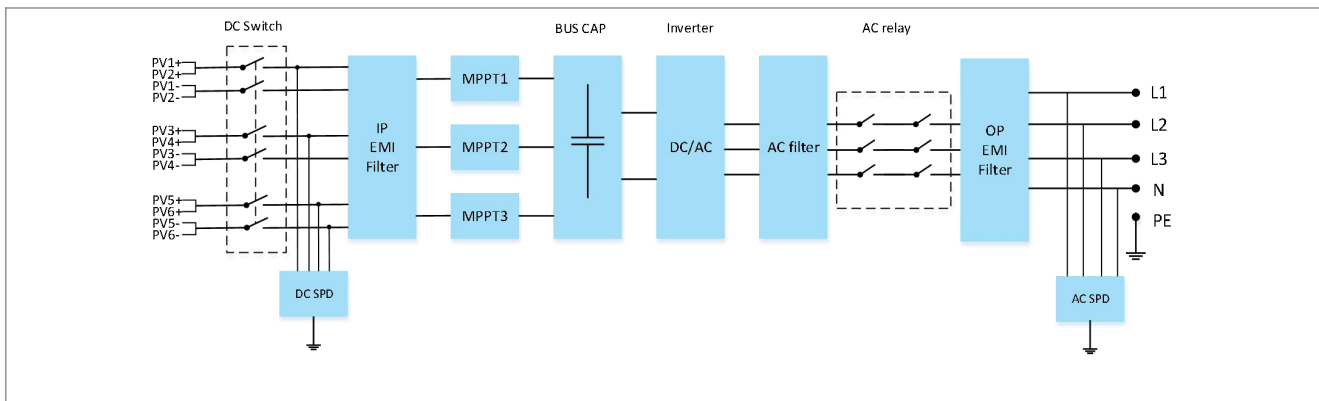 DC Switch
BUS CAP
Inverter
AC relay
PV1+
PV2+
PV1-
PV2-
PV3+
PV4+
PV3-
PV4-
PV5+
PV6+
PV5-
PV6-
IP
EMI
Filter
MPPT1
MPPT2
MPPT3
DC/AC
AC filter
OP
EMI
Filter
L1
L2
L3
N
PE
DC SPD
AC SPD